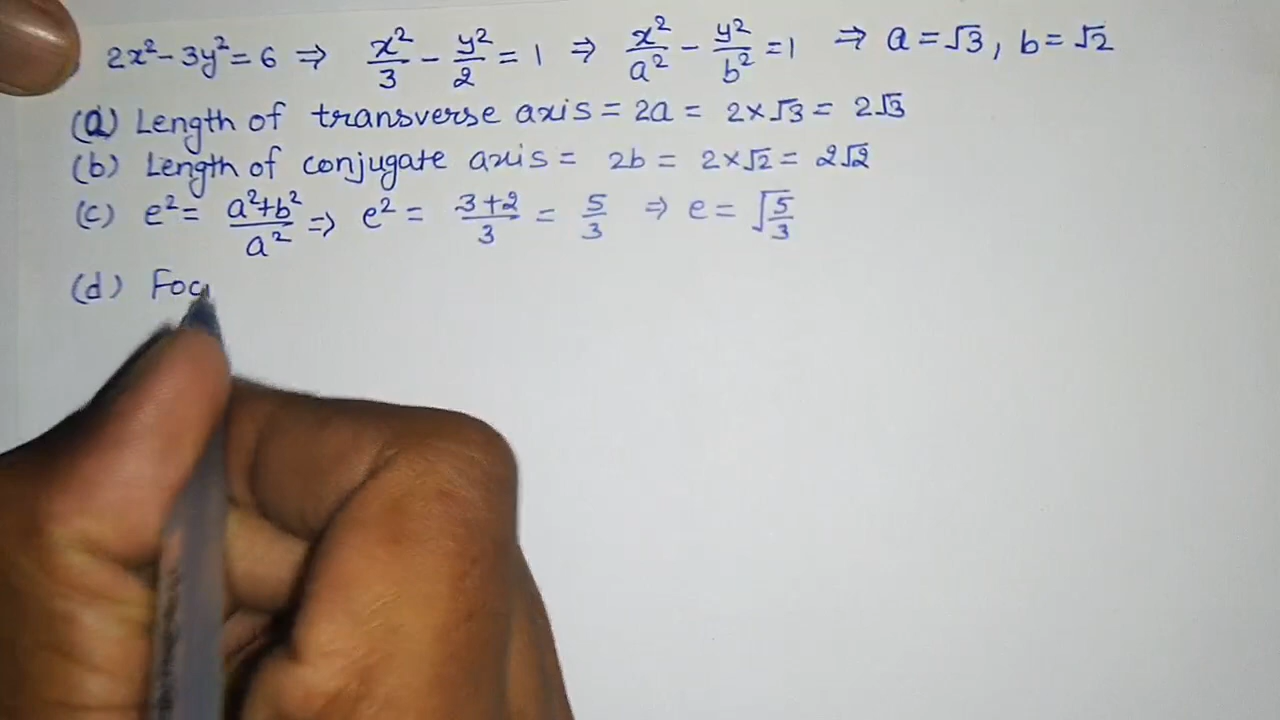 2x² - 3y² = 6 ⇒ x²/3 - y²/2 = 1 ⇒ x²/a² - y²/b² = 1 ⇒ a = √3, b = √2
(a) Length of transverse axis = 2a = 2×√3 = 2√3
(b) Length of conjugate axis = 2b = 2×√2 = 2√2
(c) e² = (a²+b²)/a² ⇒ e² = (3+2)/3 = 5/3 ⇒ e = √(5/3)
(d) Foc